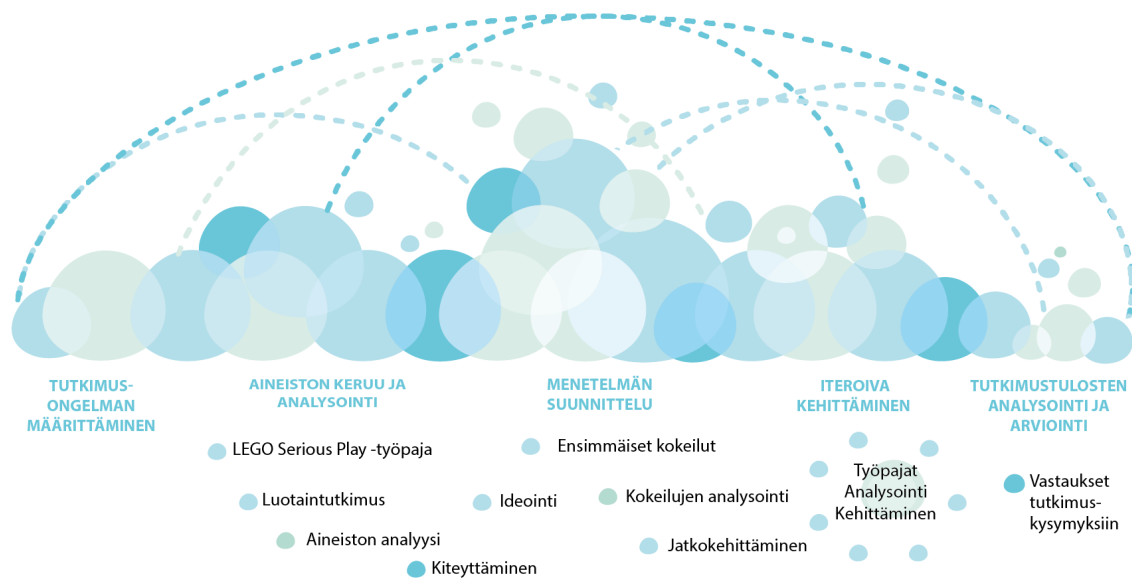 TUTKIMUS-
ONGELMAN
MÄÄRITTÄMINEN
AINEISTON KERUU JA
ANALYSOINTI
MENETELMÄN
SUUNNITTELU
ITEROIVA
KEHITTÄMINEN
TUTKIMUSTULOSTEN
ANALYSOINTI JA
ARVIOINTI
LEGO Serious Play -työpaja
Luotaintutkimus
Aineiston analyysi
Kiteyttäminen
Ensimmäiset kokeilut
Ideointi
Kokeilujen analysointi
Jatkokehittäminen
Työpajat
Analysointi
Kehittäminen
Vastaukset
tutkimus-
kysymyksiin